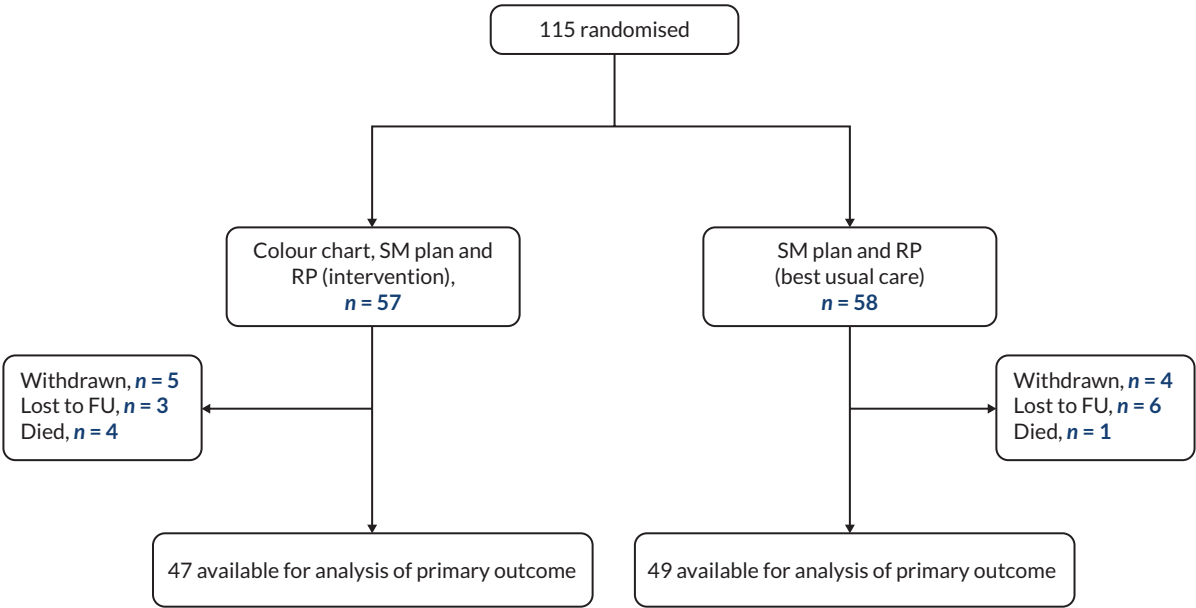 115 randomised
Colour chart, SM plan and
RP (intervention),
n = 57
SM plan and RP
(best usual care)
n = 58
Withdrawn, n = 5
Lost to FU, n = 3
Died, n = 4
Withdrawn, n = 4
Lost to FU, n = 6
Died, n = 1
47 available for analysis of primary outcome
49 available for analysis of primary outcome